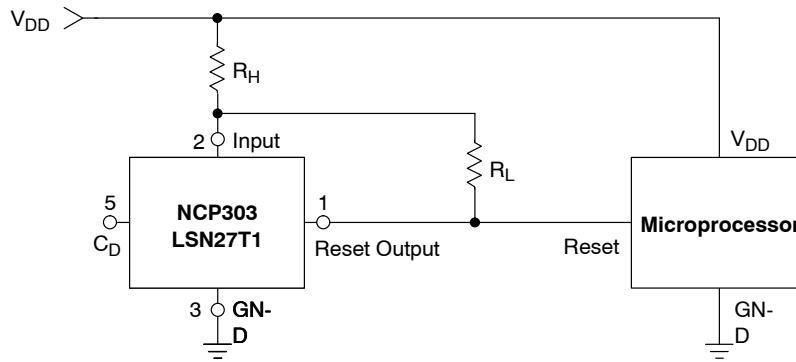 VDD
RH
2 Input
VDD
RL
5
CD
NCP303
LSN27T1
1
Reset Output
Reset
Microprocessor
3 GN-
D
GN-
D